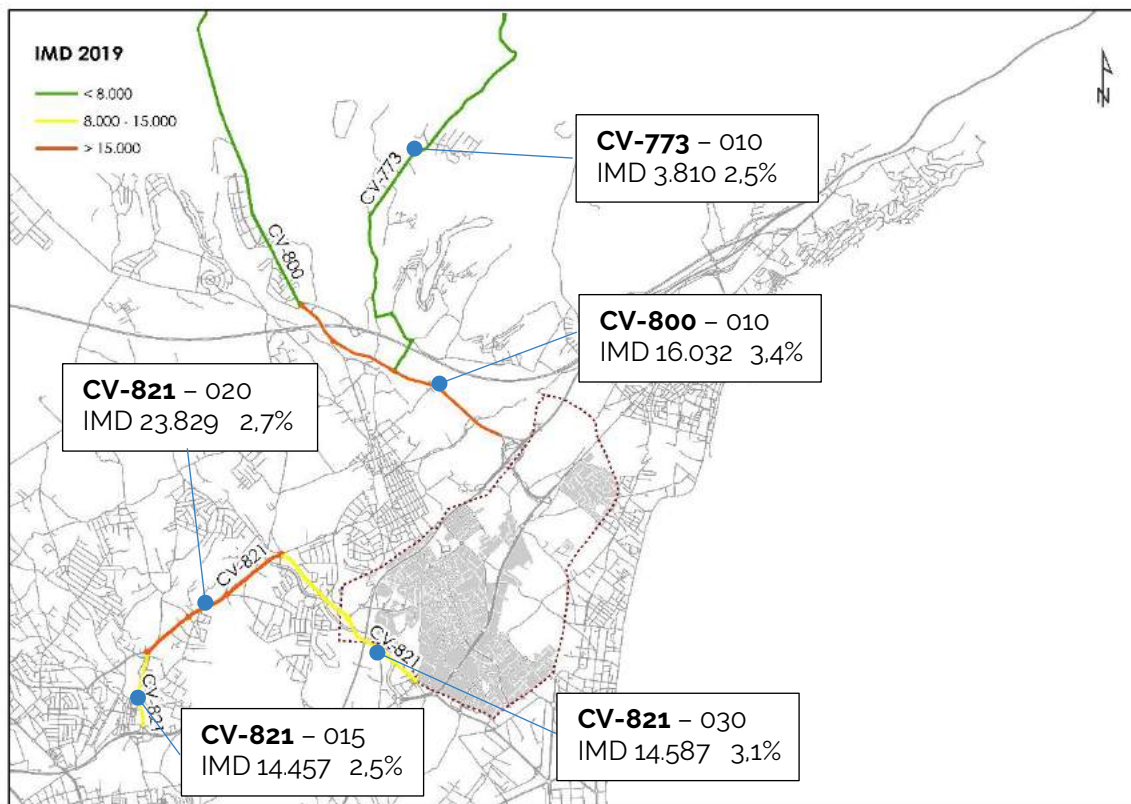 IMD 2019
< 8.000
8.000 - 15.000
> 15.000
N
CV-773 – 010
IMD 3.810 2,5%
CV-773
CV-800
CV-800 – 010
IMD 16.032 3,4%
CV-821 – 020
IMD 23.829 2,7%
CV-821
CV-821
CV-821
CV-821 – 015
IMD 14.457 2,5%
CV-821 – 030
IMD 14.587 3,1%